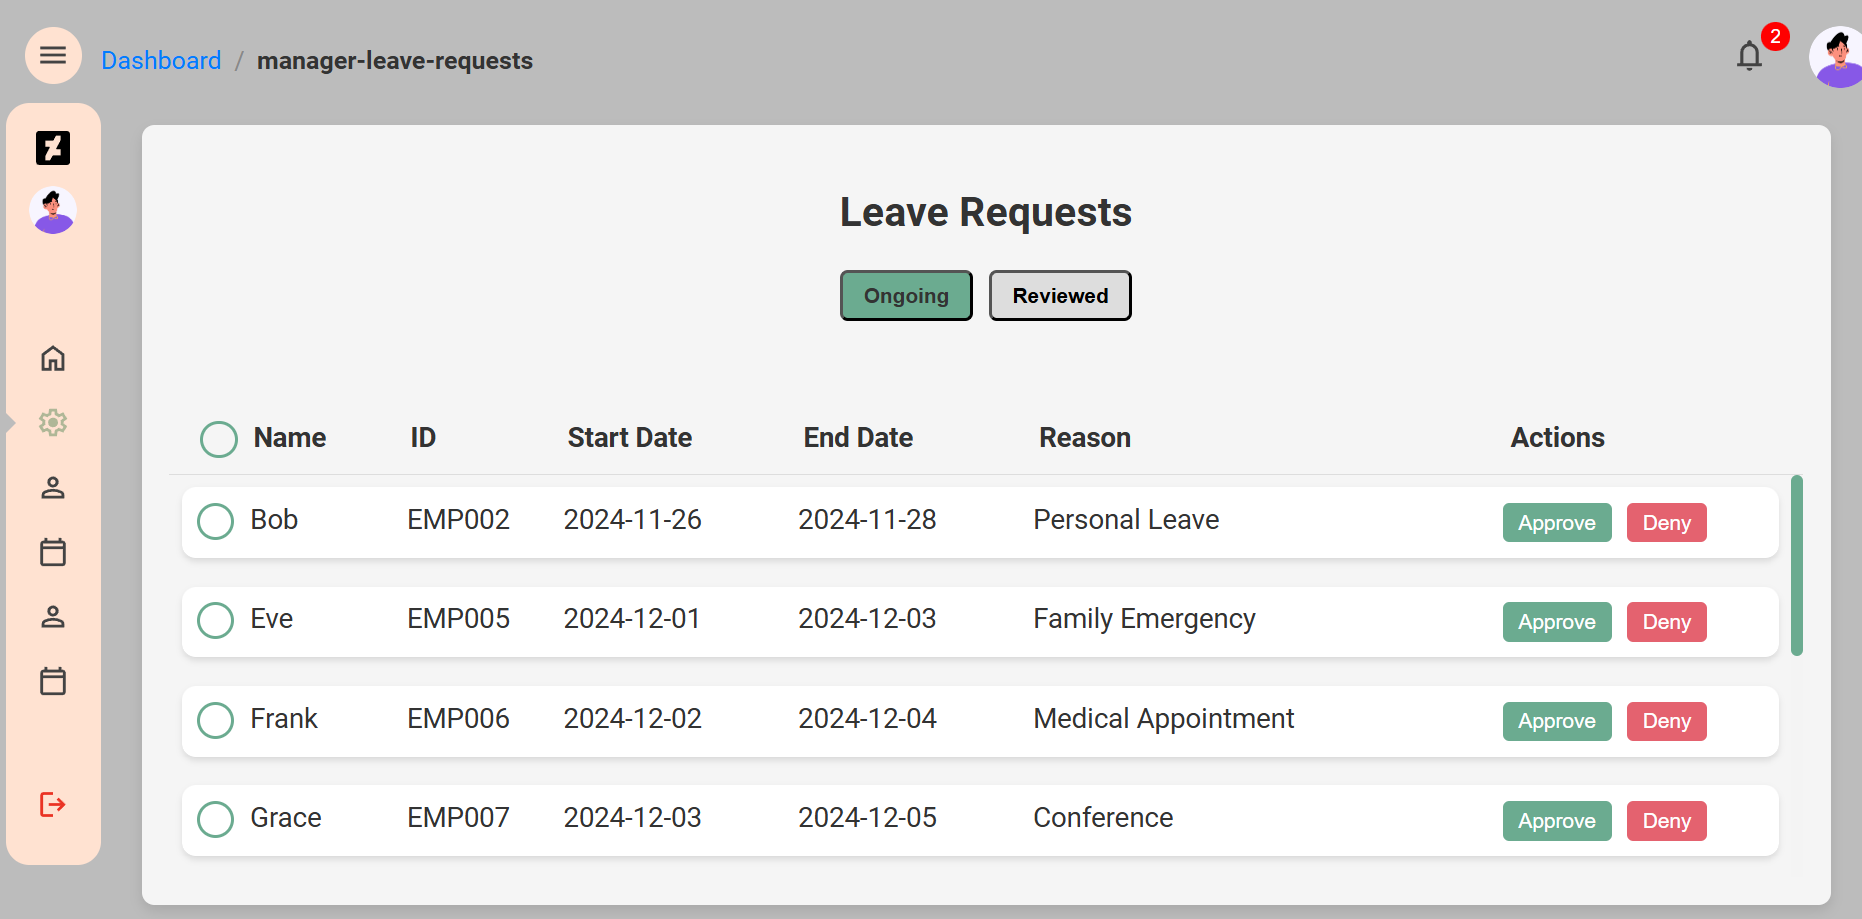 Dashboard / manager-leave-requests
2
Leave Requests
Ongoing Reviewed
Name ID Start Date End Date Reason Actions
Bob EMP002 2024-11-26 2024-11-28 Personal Leave Approve Deny
Eve EMP005 2024-12-01 2024-12-03 Family Emergency Approve Deny
Frank EMP006 2024-12-02 2024-12-04 Medical Appointment Approve Deny
Grace EMP007 2024-12-03 2024-12-05 Conference Approve Deny